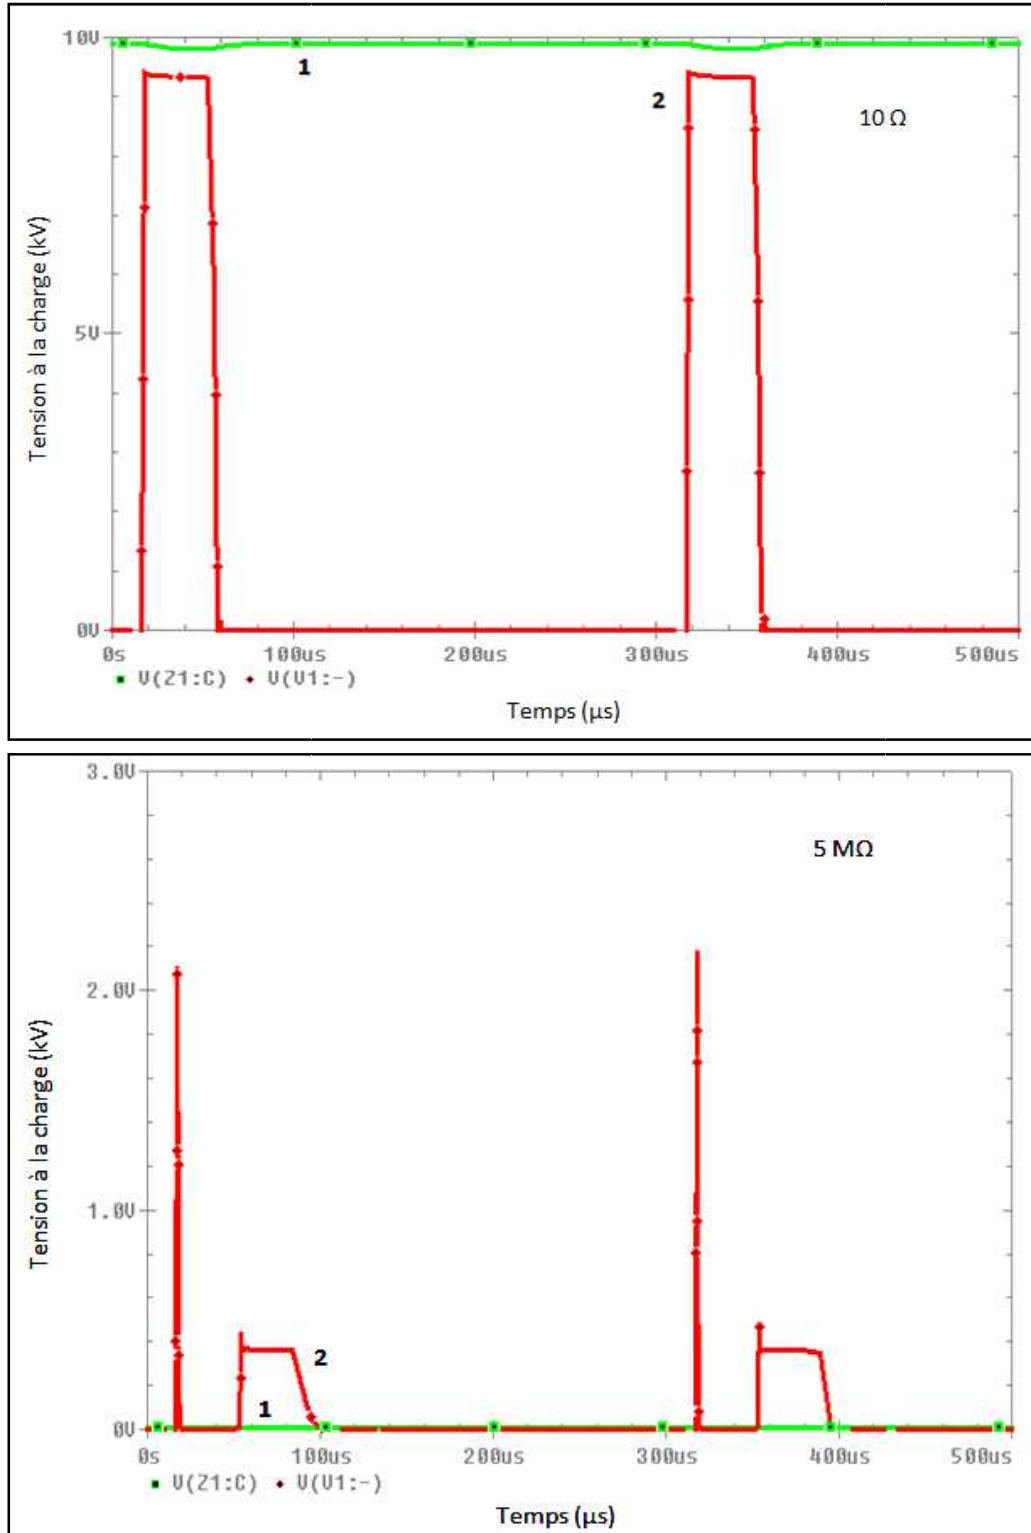 10V
1
2
10 Ω
Tension à la charge (kV)
5V
0V
0s 100us 200us 300us 400us 500us
V(Z1:C) V(V1:-)
Temps (µs)
3.0V
5 MΩ
2.0V
Tension à la charge (kV)
1.0V
2
1
0V
0s 100us 200us 300us 400us 500us
V(Z1:C) V(V1:-)
Temps (µs)